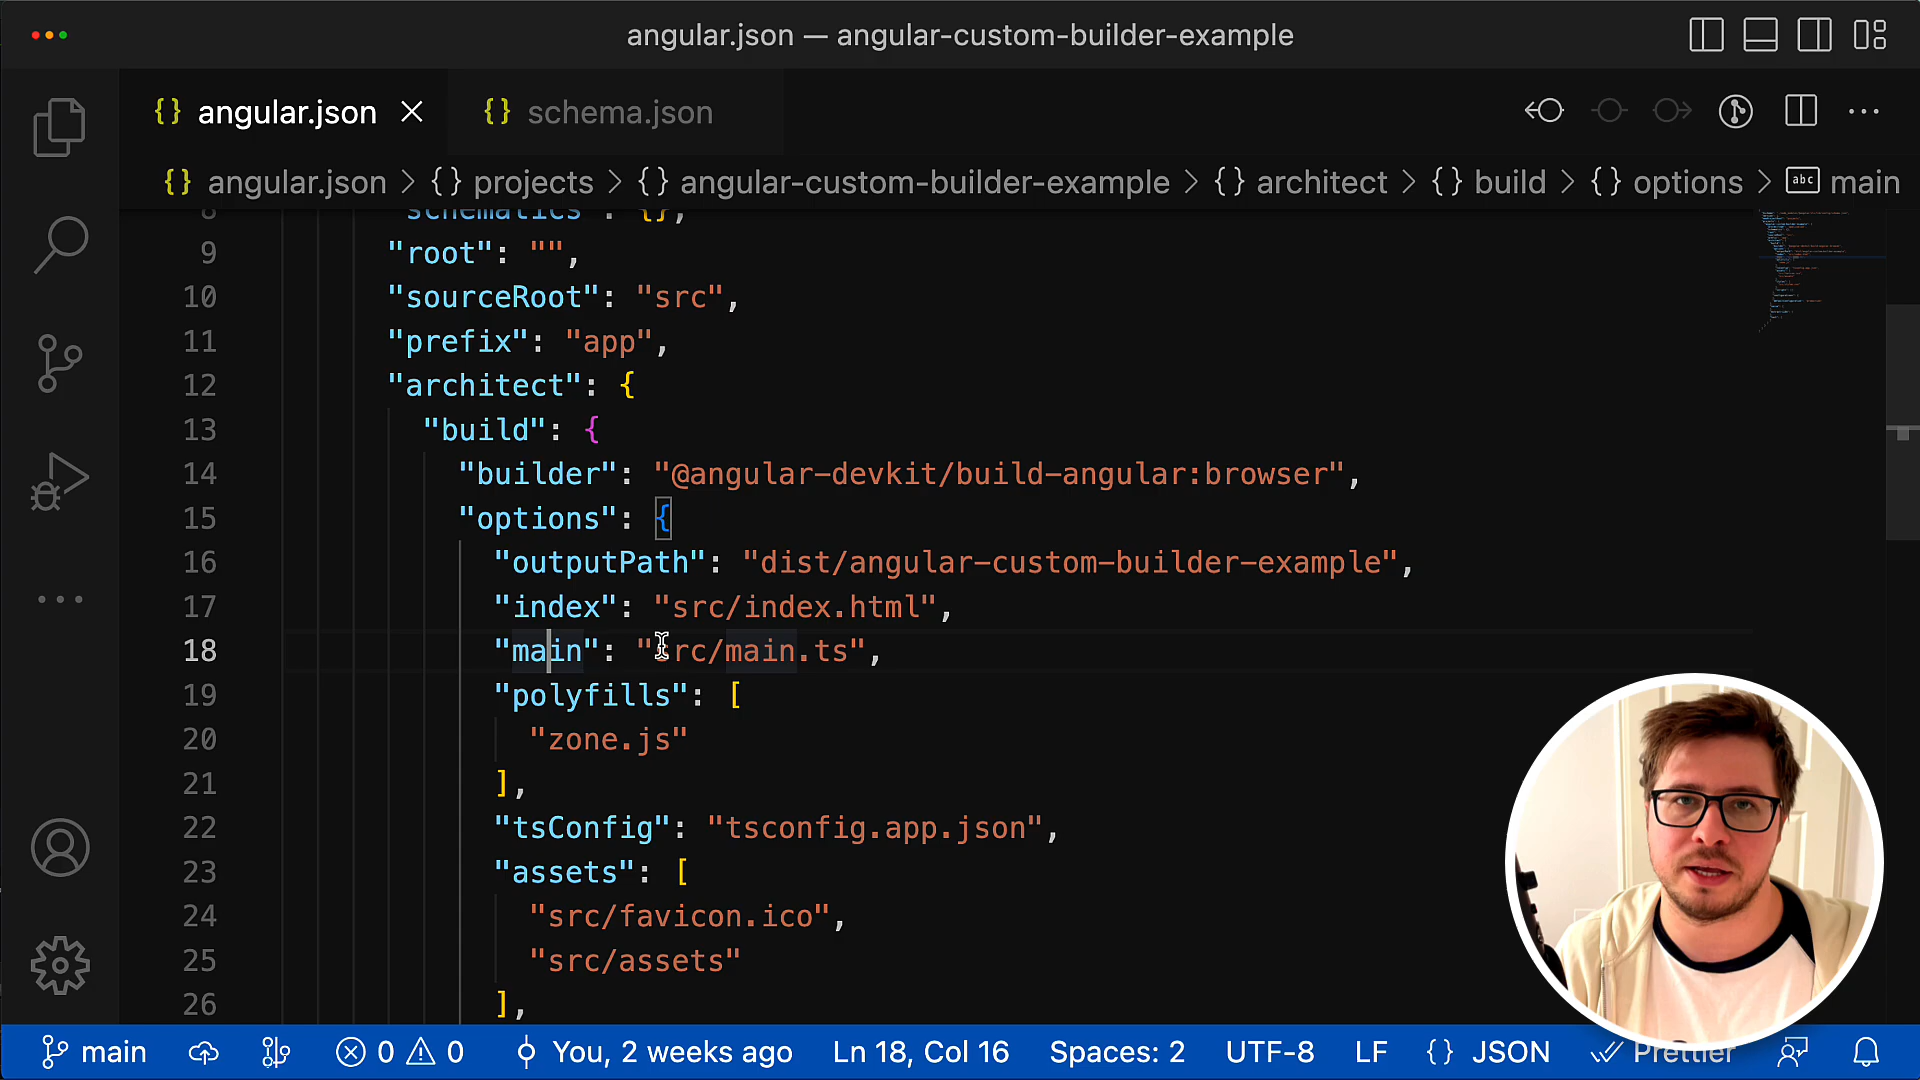 angular.json — angular-custom-builder-example
{} angular.json × {} schema.json
{} angular.json > {} projects > {} angular-custom-builder-example > {} architect > {} build > {} options > abc main
8 "schematics": {},
9 "root": "",
10 "sourceRoot": "src",
11 "prefix": "app",
12 "architect": {
13 "build": {
14 "builder": "@angular-devkit/build-angular:browser",
15 "options": {
16 "outputPath": "dist/angular-custom-builder-example",
17 "index": "src/index.html",
18 "main": "src/main.ts",
19 "polyfills": [
20 "zone.js"
21 ],
22 "tsConfig": "tsconfig.app.json",
23 "assets": [
24 "src/favicon.ico",
25 "src/assets"
26 ],
main 0 0 You, 2 weeks ago Ln 18, Col 16 Spaces: 2 UTF-8 LF {} JSON Prettier